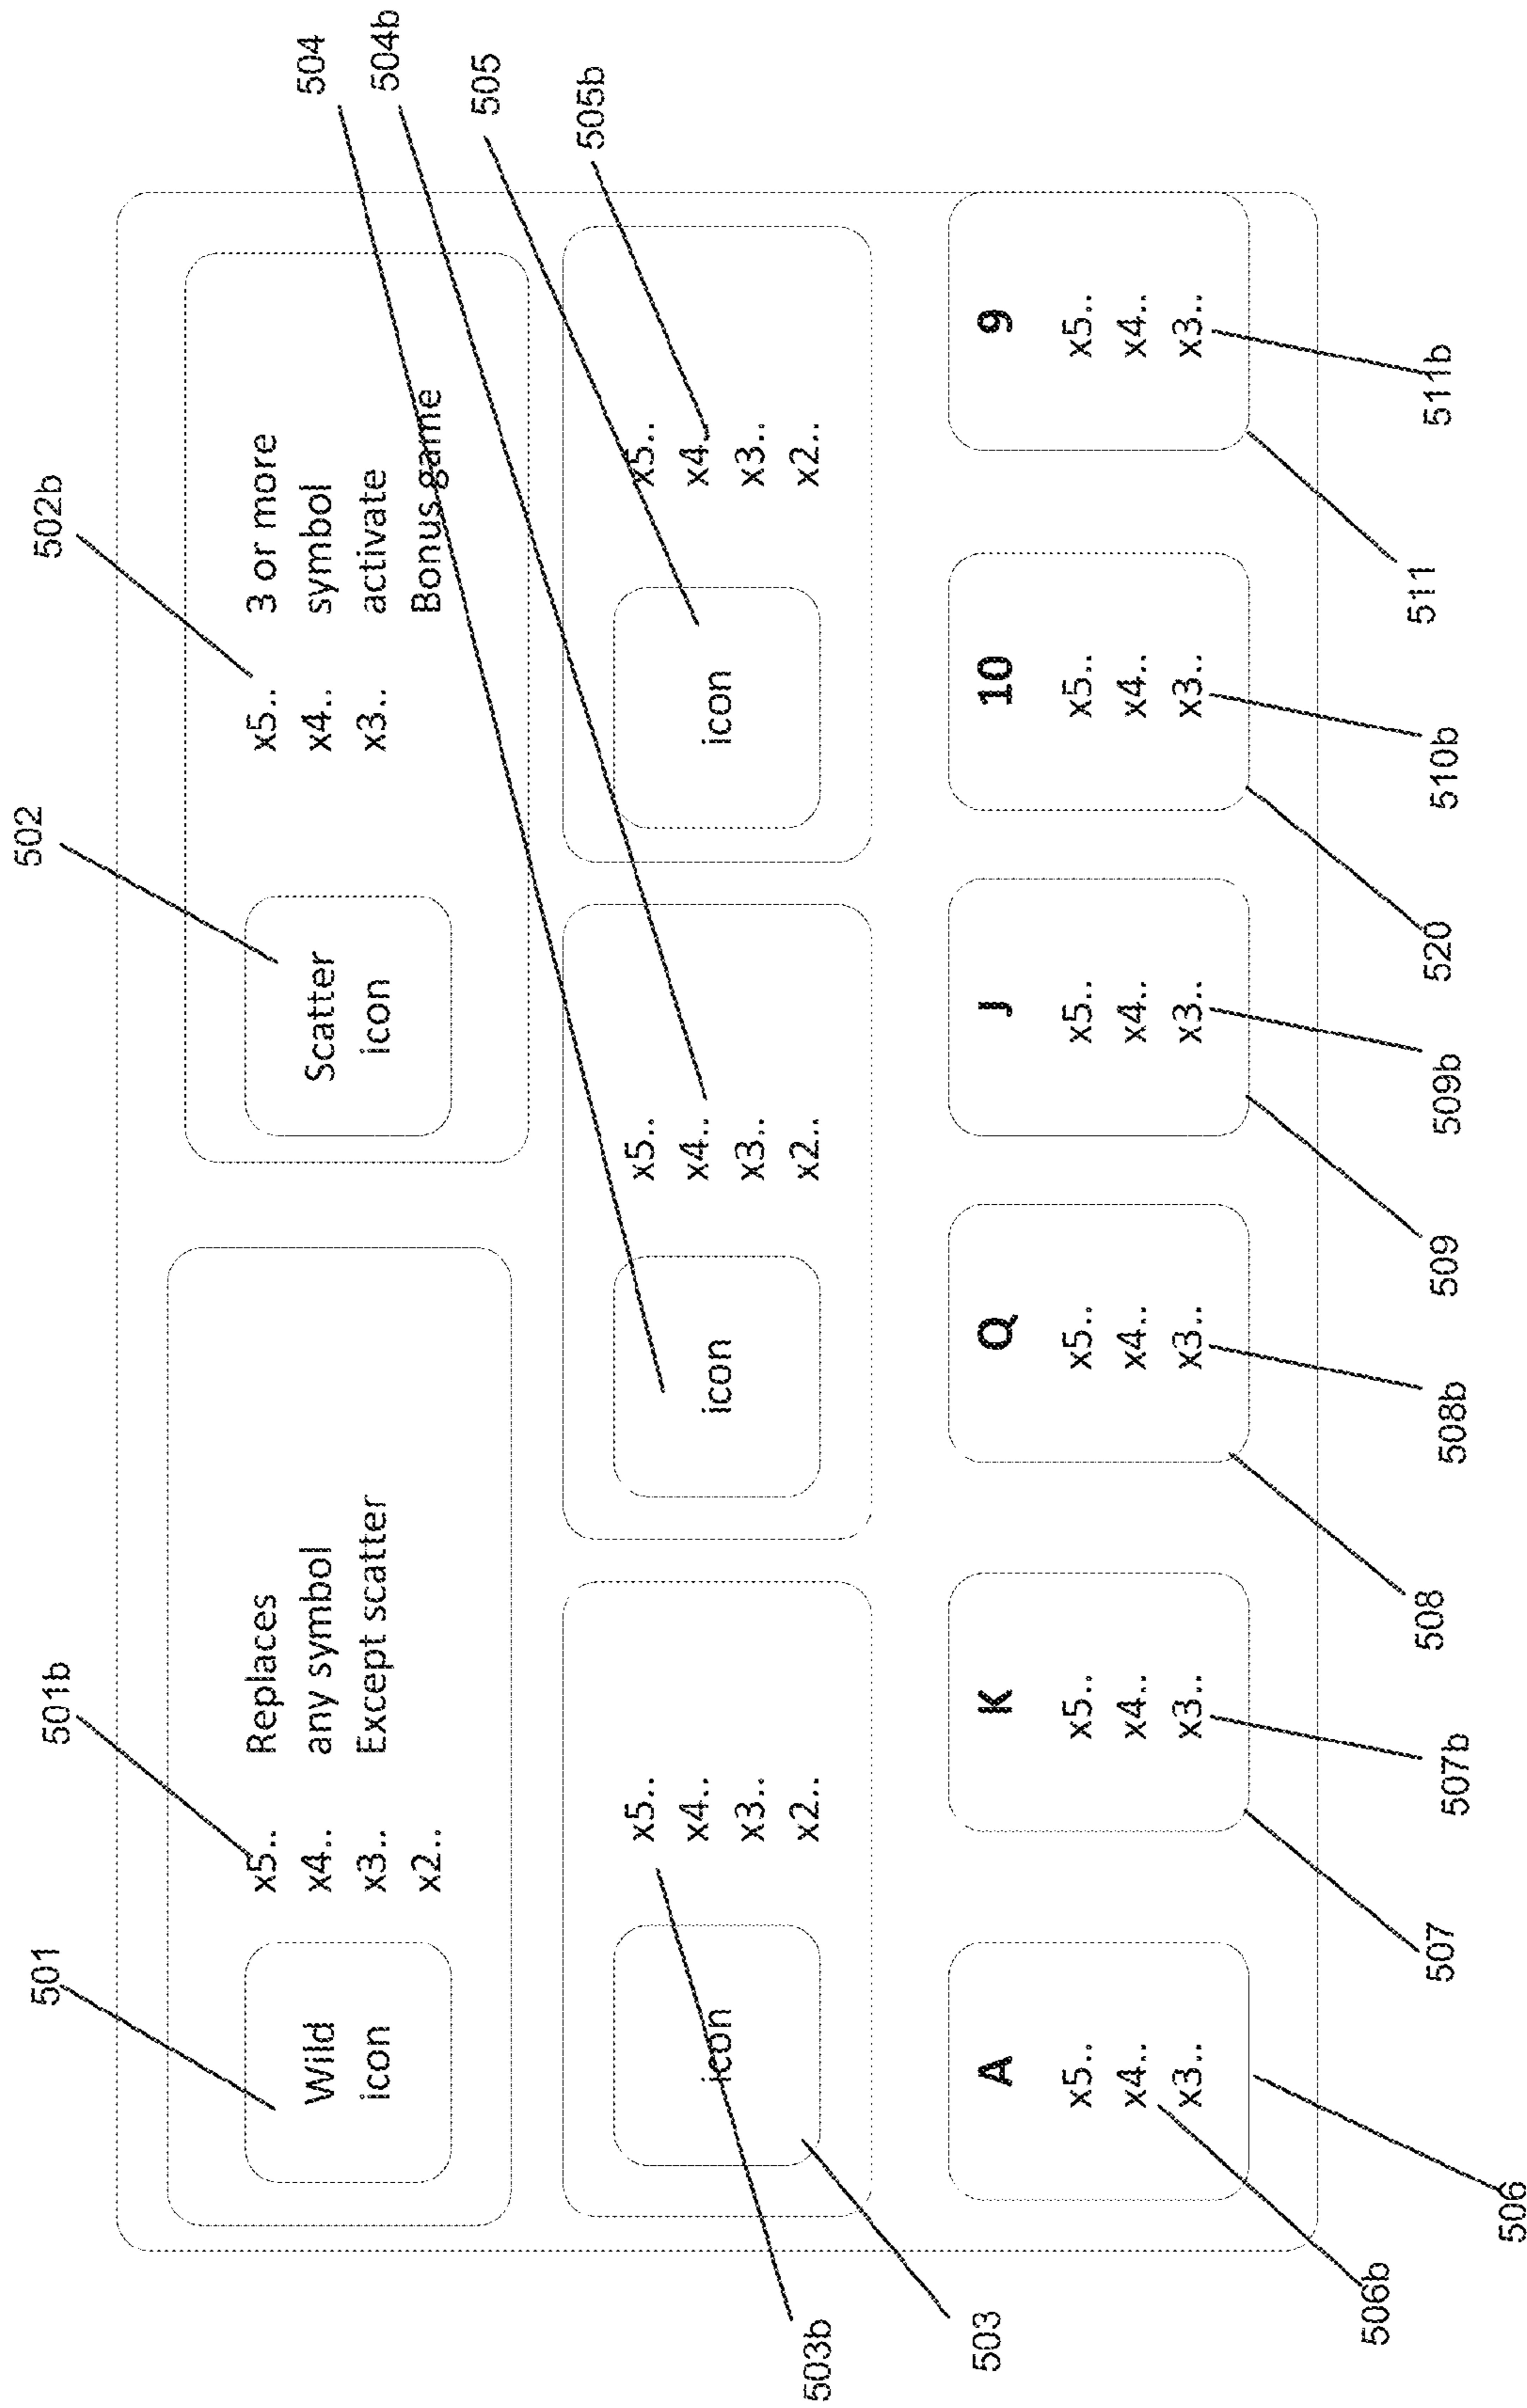 501
501b
502
502b
504
504b
505
505b
Wild
icon
x5..
x4..
x3..
x2..
Replaces
any symbol
Except scatter
Scatter
icon
x5..
x4..
x3..
3 or more
symbol
activate
Bonus game
icon
x5..
x4..
x3..
x2..
icon
x5..
x4..
x3..
x2..
icon
x5..
x4..
x3..
x2..
A
x5..
x4..
x3..
K
x5..
x4..
x3..
Q
x5..
x4..
x3..
J
x5..
x4..
x3..
10
x5..
x4..
x3..
9
x5..
x4..
x3..
503b
503
506b
506
507
507b
508
508b
509
509b
520
510b
511
511b